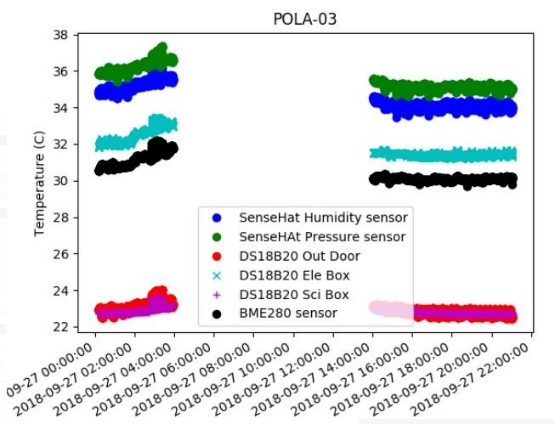 POLA-03
38
36
34
32
30
28
26
24
22
Temperature (C)
SenseHat Humidity sensor
SenseHAt Pressure sensor
DS18B20 Out Door
DS18B20 Ele Box
DS18B20 Sci Box
BME280 sensor
09-27 00:00:00
2018-09-27 02:00:00
2018-09-27 04:00:00
2018-09-27 06:00:00
2018-09-27 08:00:00
2018-09-27 10:00:00
2018-09-27 12:00:00
2018-09-27 14:00:00
2018-09-27 16:00:00
2018-09-27 18:00:00
2018-09-27 20:00:00
2018-09-27 22:00:00